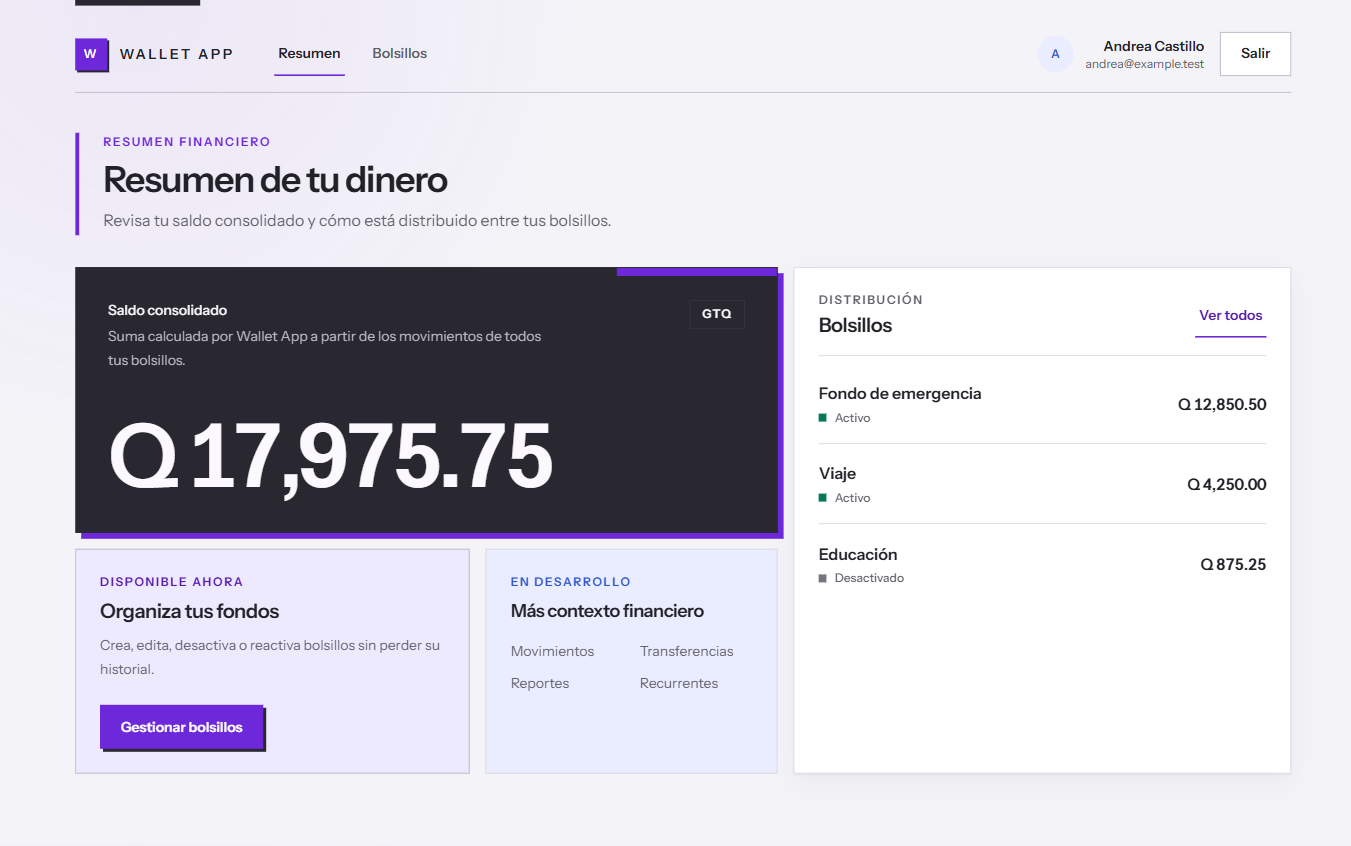 W WALLET APP Resumen Bolsillos A Andrea Castillo Salir
andrea@example.test
RESUMEN FINANCIERO
Resumen de tu dinero
Revisa tu saldo consolidado y cómo está distribuido entre tus bolsillos.
Saldo consolidado GTQ
Suma calculada por Wallet App a partir de los movimientos de todos
tus bolsillos.
Q 17,975.75
DISPONIBLE AHORA
Organiza tus fondos
Crea, edita, desactiva o reactiva bolsillos sin perder su
historial.
Gestionar bolsillos
EN DESARROLLO
Más contexto financiero
Movimientos Transferencias
Reportes Recurrentes
DISTRIBUCIÓN
Bolsillos Ver todos
Fondo de emergencia Q 12,850.50
Activo
Viaje Q 4,250.00
Activo
Educación Q 875.25
Desactivado